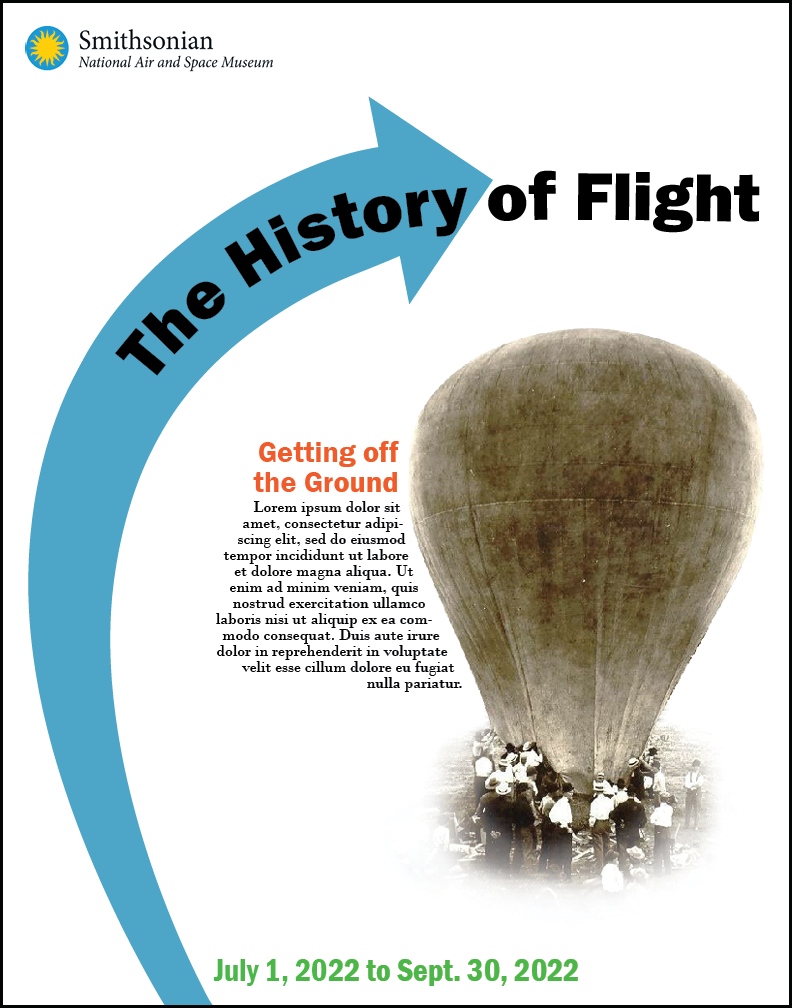 Smithsonian
National Air and Space Museum
The History of Flight
Getting off
the Ground
Lorem ipsum dolor sit
amet, consectetur adipi-
scing elit, sed do eiusmod
tempor incididunt ut labore
et dolore magna aliqua. Ut
enim ad minim veniam, quis
nostrud exercitation ullamco
laboris nisi ut aliquip ex ea com-
modo consequat. Duis aute irure
dolor in reprehenderit in voluptate
velit esse cillum dolore eu fugiat
nulla pariatur.
July 1, 2022 to Sept. 30, 2022